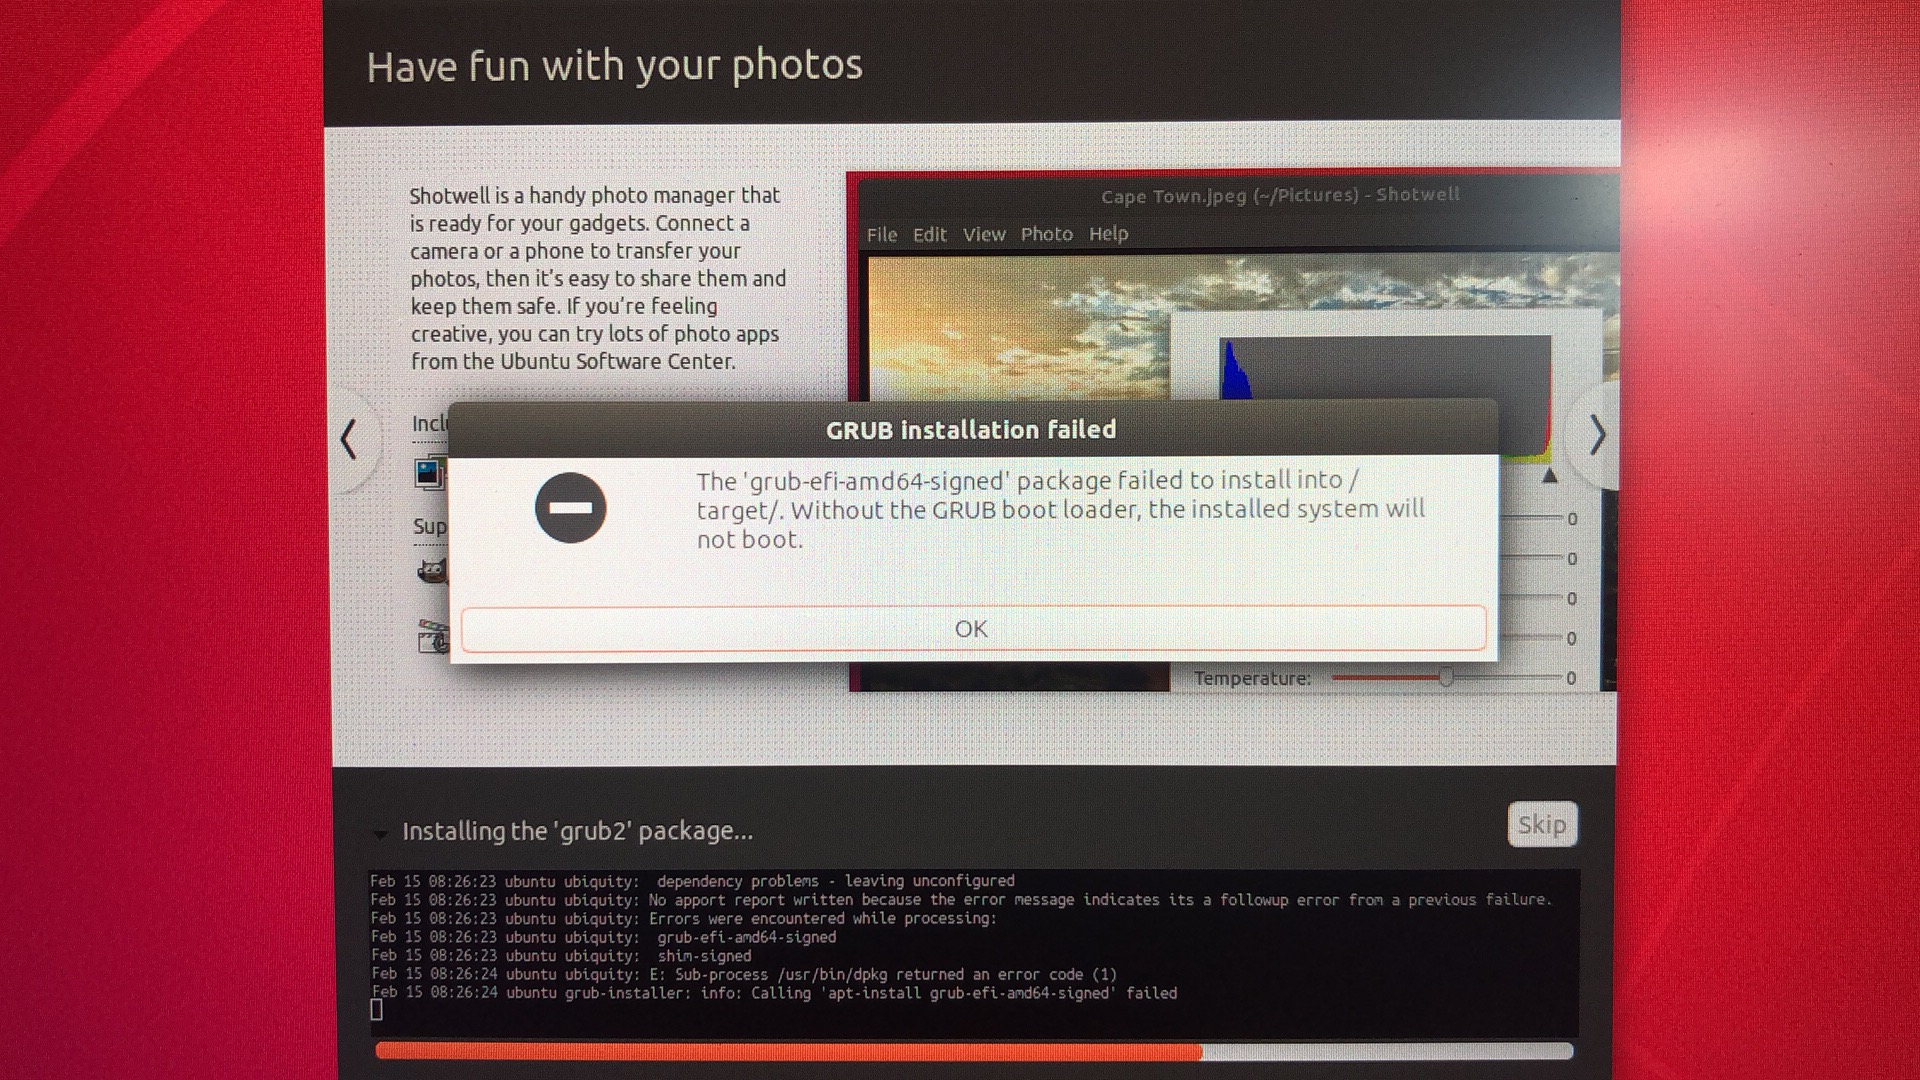 Have fun with your photos
Shotwell is a handy photo manager that
is ready for your gadgets. Connect a
camera or a phone to transfer your
photos, then it's easy to share them and
keep them safe. If you're feeling
creative, you can try lots of photo apps
from the Ubuntu Software Center.
Cape Town.jpeg (~/Pictures) - Shotwell
File Edit View Photo Help
Incl
Sup
GRUB installation failed
The 'grub-efi-amd64-signed' package failed to install into /
target/. Without the GRUB boot loader, the installed system will
not boot.
OK
0
0
0
0
Temperature: 0
Installing the 'grub2' package...
Skip
Feb 15 08:26:23 ubuntu ubiquity:  dependency problems - leaving unconfigured
Feb 15 08:26:23 ubuntu ubiquity: No apport report written because the error message indicates its a followup error from a previous failure.
Feb 15 08:26:23 ubuntu ubiquity: Errors were encountered while processing:
Feb 15 08:26:23 ubuntu ubiquity:  grub-efi-amd64-signed
Feb 15 08:26:23 ubuntu ubiquity:  shim-signed
Feb 15 08:26:24 ubuntu ubiquity: E: Sub-process /usr/bin/dpkg returned an error code (1)
Feb 15 08:26:24 ubuntu grub-installer: info: Calling 'apt-install grub-efi-amd64-signed' failed